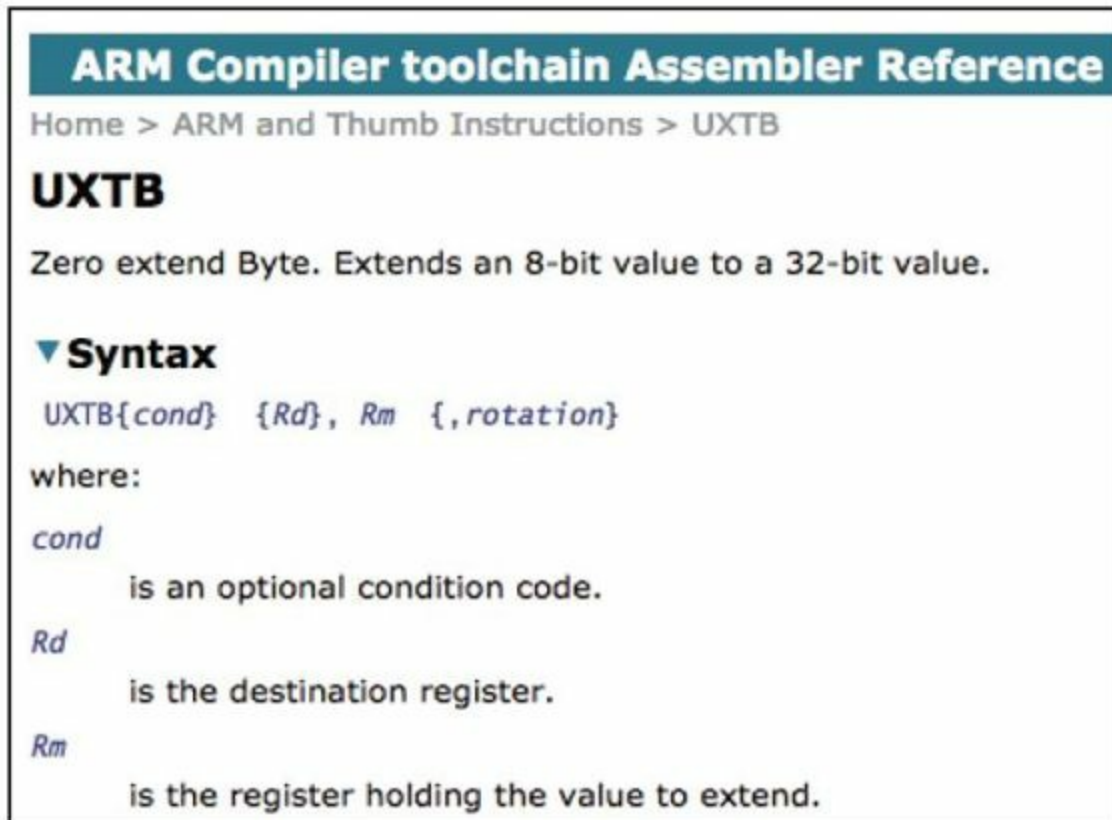 ARM Compiler toolchain Assembler Reference
Home > ARM and Thumb Instructions > UXTB
UXTB
Zero extend Byte. Extends an 8-bit value to a 32-bit value.
▼Syntax
UXTB{cond} {Rd}, Rm {,rotation}
where:
cond
is an optional condition code.
Rd
is the destination register.
Rm
is the register holding the value to extend.